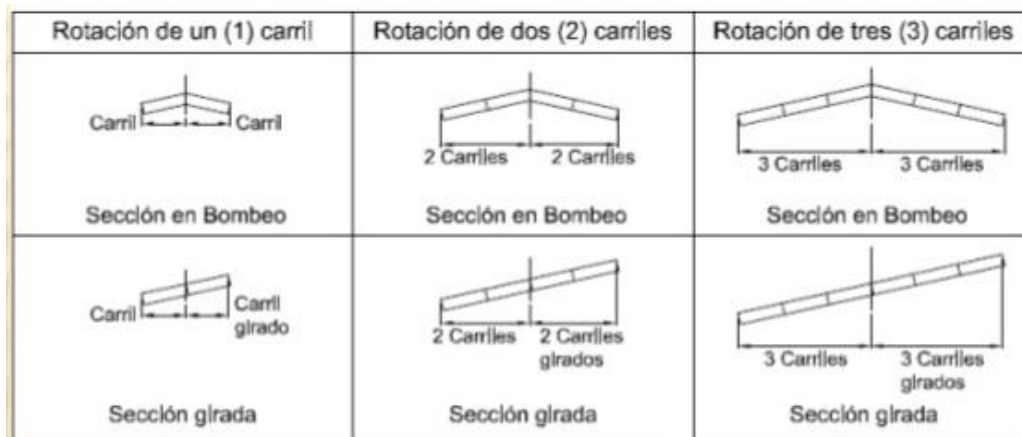 Rotación de un (1) carril
Rotación de dos (2) carriles
Rotación de tres (3) carriles
Carril
Carril
2 Carriles
2 Carriles
3 Carriles
3 Carriles
Sección en Bombeo
Sección en Bombeo
Sección en Bombeo
Carril
Carril
girado
2 Carriles
2 Carriles
girados
3 Carriles
3 Carriles
girados
Sección girada
Sección girada
Sección girada